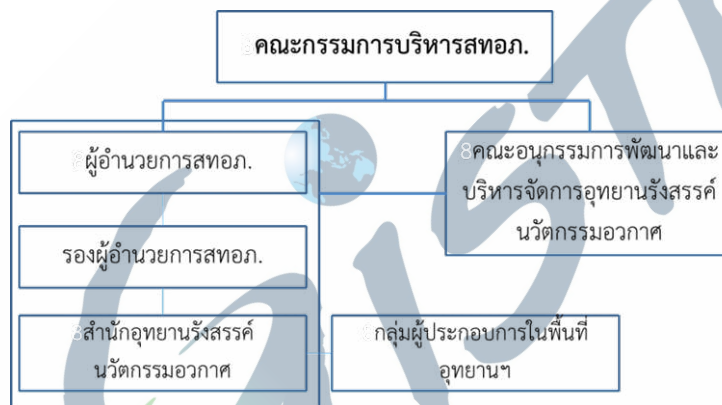 คณะกรรมการบริหารสทอภ.
ผู้อำนวยการสทอภ.
8คณะอนุกรรมการพัฒนาและ
บริหารจัดการอุทยานรังสรรค์
นวัตกรรมอวกาศ
รองผู้อำนวยการสทอภ.
8สำนักอุทยานรังสรรค์
นวัตกรรมอวกาศ
กลุ่มผู้ประกอบการในพื้นที่
อุทยานฯ
GIST